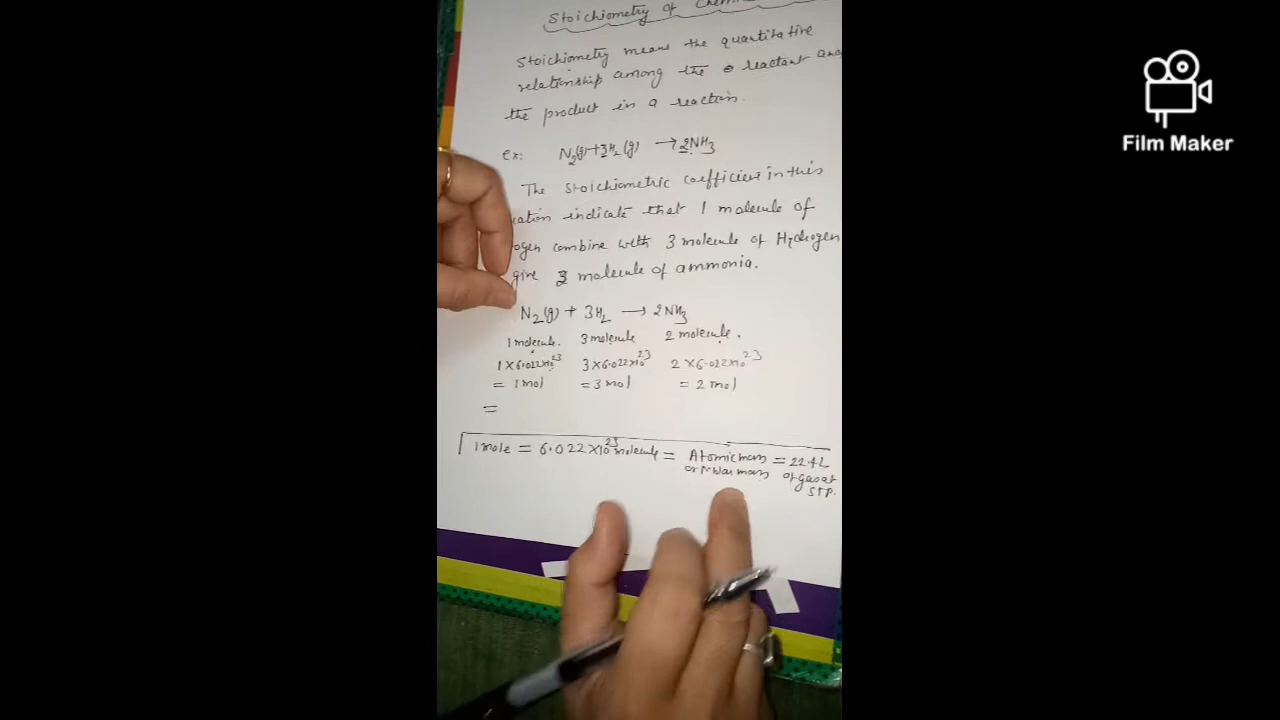 Stoichiometry of Chemi
Stoichiometry means the quantitative
relationship among the reactant and
the product in a reaction.
Ex: N2(g)+3H2(g) → 2NH3
The Stoichiometric coefficient in this
uation indicate that 1 molecule of
ogen combine with 3 molecule of Hydrogen
give molecule of ammonia.
N2(g) + 3H2 → 2NH3
1 molecule. 3 molecule 2 molecule.
1×6.022×10^23 3×6.022×10^23 2×6.022×10^23
= 1 mol = 3 mol = 2 mol
=
1 mole = 6.022×10^23 molecule = Atomic mass = 22.4L
or Molar mass of gas at
STP.
Film Maker